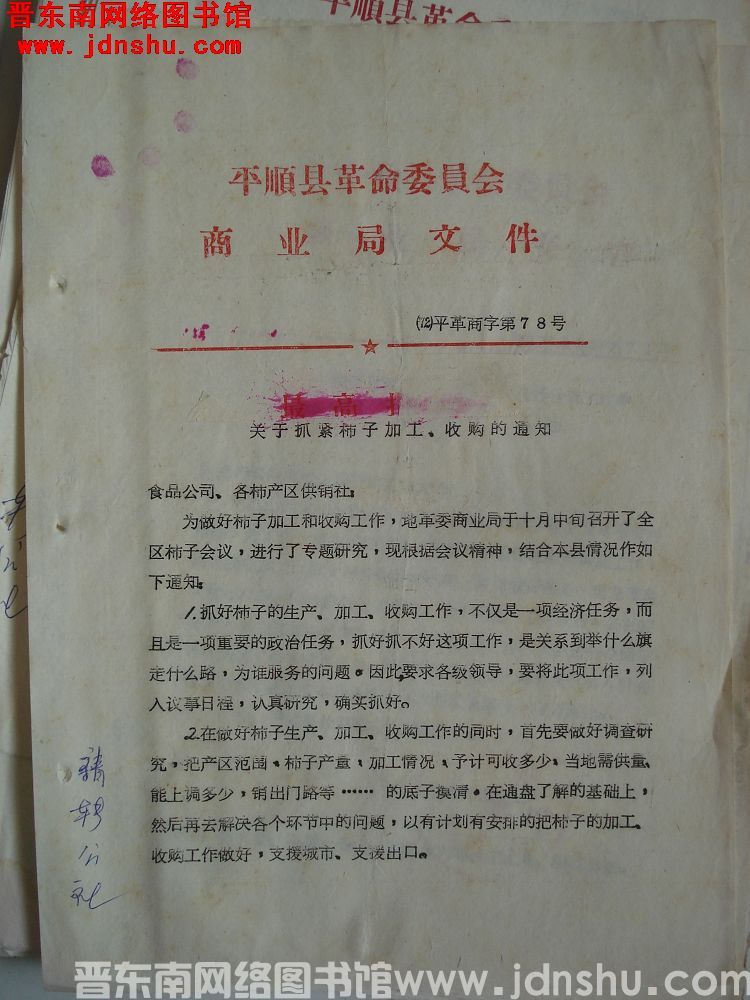 晋东南网络图书馆
www.jdnshu.com
平順县革命
平順县革命委員会
商业局文件
(72)平革商字第78号
最高
关于抓紧柿子加工、收购的通知
食品公司、各柿产区供销社:
为做好柿子加工和收购工作,地革委商业局于十月中旬召开了全
区柿子会议,进行了专题研究,现根据会议精神,结合本县情况作如
下通知:
1.抓好柿子的生产、加工、收购工作,不仅是一项经济任务,而
且是一项重要的政治任务,抓好抓不好这项工作,是关系到举什么旗
走什么路,为谁服务的问题。因此,要求各级领导,要将此项工作,列
入议事日程,认真研究,确实抓好。
2.在做好柿子生产、加工、收购工作的同时,首先要做好调查研
究,把产区范围、柿子产重,加工情况、予计可收多少、当地需供量、
能上调多少,销出门路等……的底子摸清。在通盘了解的基础上,
然后再去解决各个环节中的问题,以有计划有安排的把柿子的加工、
收购工作做好,支援城市、支援出口。
请转公社
晋东南网络图书馆www.jdnshu.com